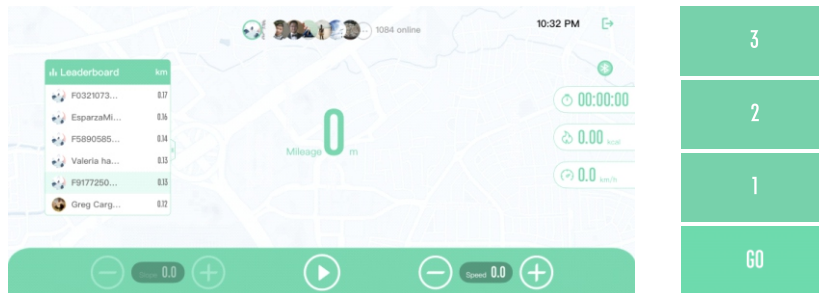 1084 online
10:32 PM
Leaderboard km
F0321073... 0.17
EsparzaMi... 0.16
F5890585... 0.14
Valeria ha... 0.13
F9177250... 0.13
Greg Carg... 0.12
Mileage 0 m
00:00:00
0.00 kcal
0.0 km/h
0.0
Speed 0.0
3
2
1
GO